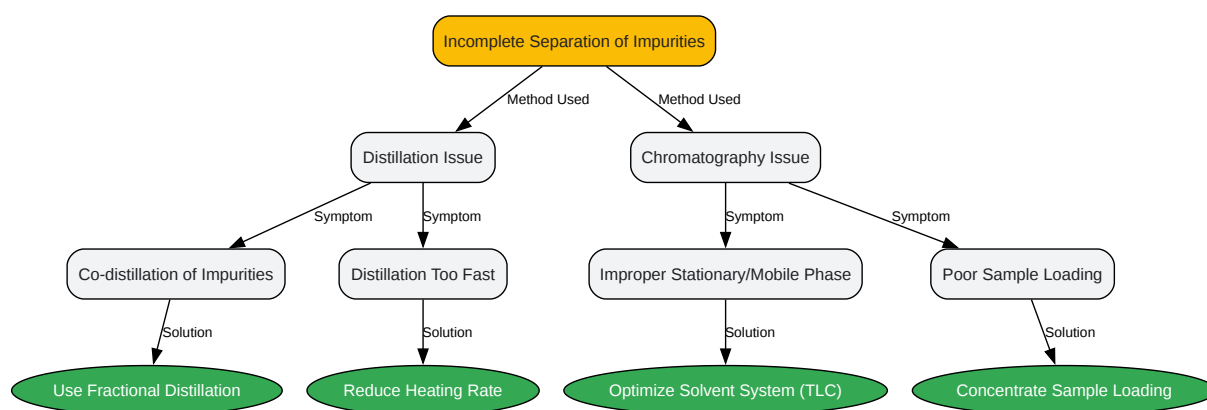 Incomplete Separation of Impurities
Method Used
Method Used
Distillation Issue
Chromatography Issue
Symptom
Symptom
Symptom
Symptom
Co-distillation of Impurities
Distillation Too Fast
Improper Stationary/Mobile Phase
Poor Sample Loading
Solution
Solution
Solution
Solution
Use Fractional Distillation
Reduce Heating Rate
Optimize Solvent System (TLC)
Concentrate Sample Loading